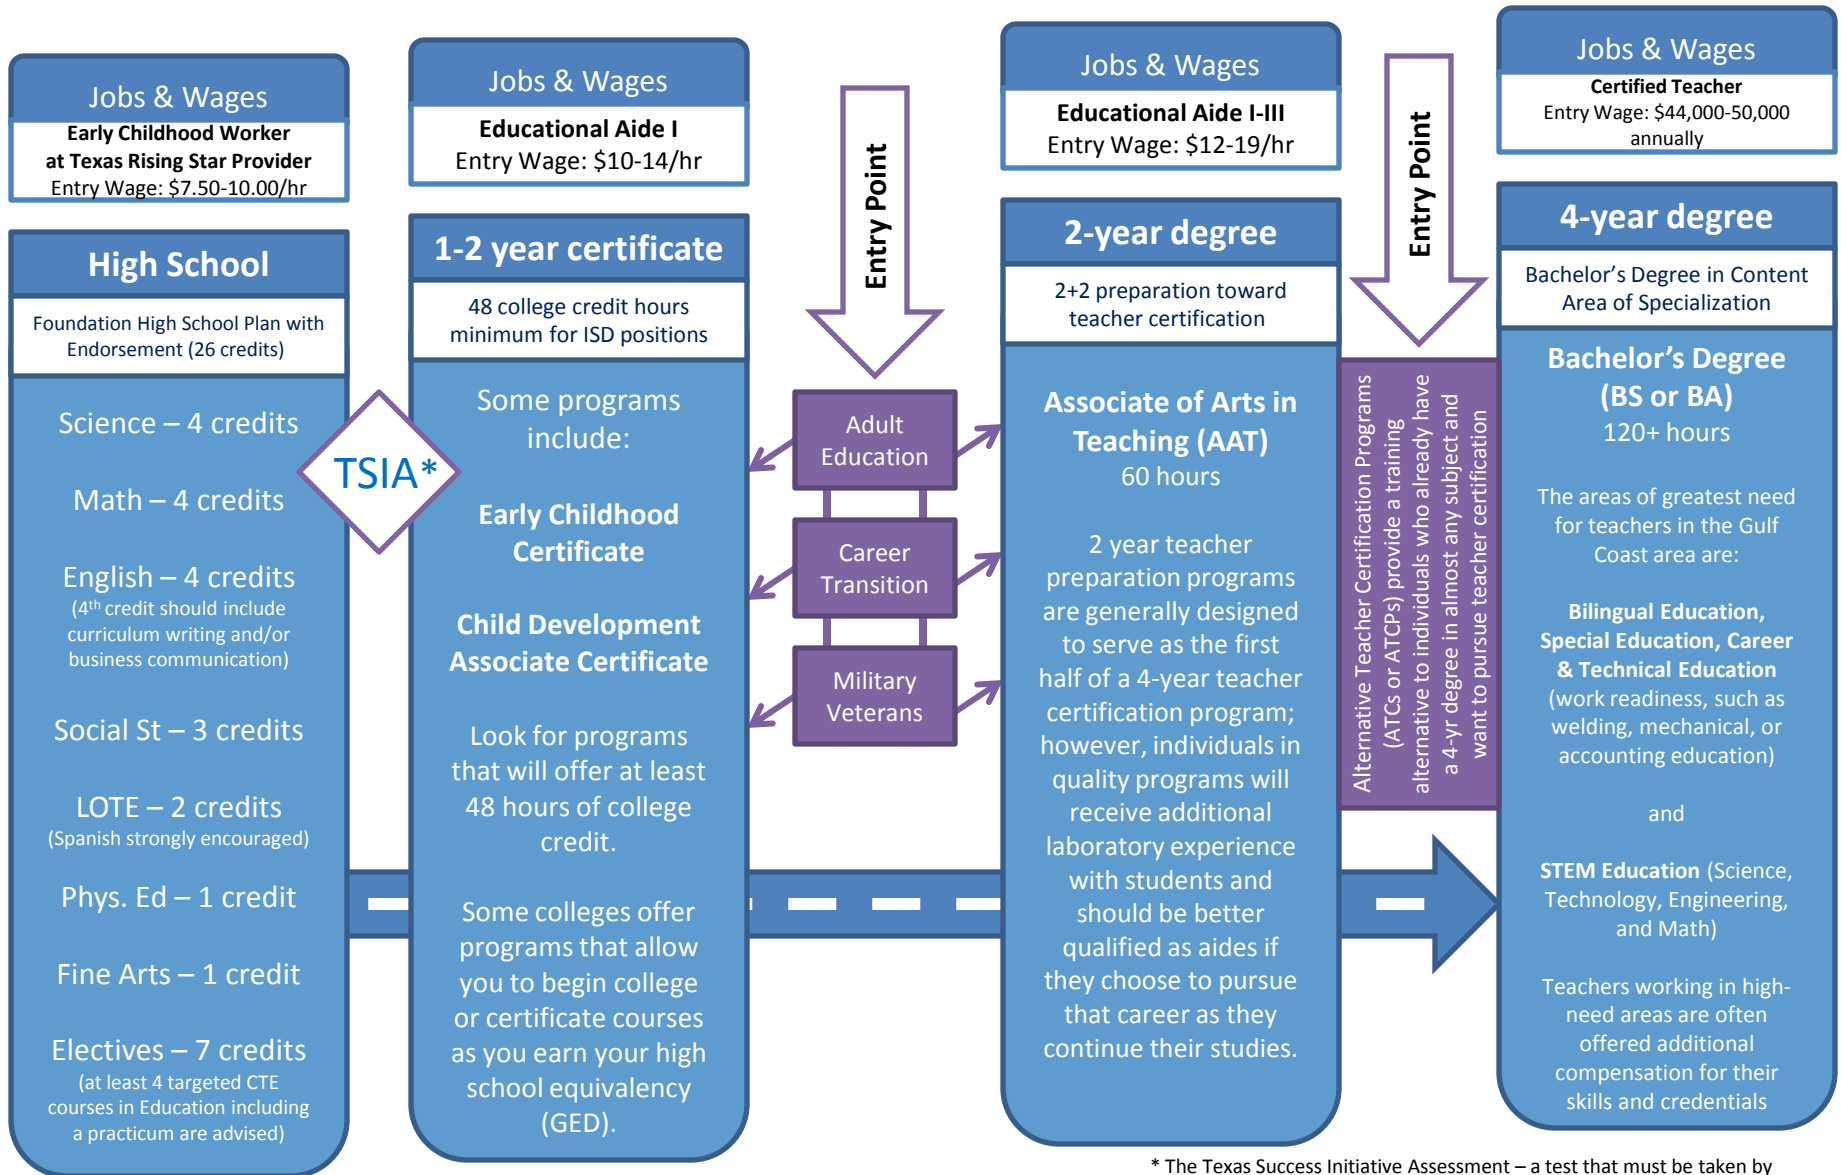 Jobs & Wages
Early Childhood Worker
at Texas Rising Star Provider
Entry Wage: $7.50-10.00/hr
High School
Foundation High School Plan with
Endorsement (26 credits)
Science – 4 credits
Math – 4 credits
English – 4 credits
(4th credit should include
curriculum writing and/or
business communication)
Social St – 3 credits
LOTE – 2 credits
(Spanish strongly encouraged)
Phys. Ed – 1 credit
Fine Arts – 1 credit
Electives – 7 credits
(at least 4 targeted CTE
courses in Education including
a practicum are advised)
TSIA*
Jobs & Wages
Educational Aide I
Entry Wage: $10-14/hr
1-2 year certificate
48 college credit hours
minimum for ISD positions
Some programs
include:
Early Childhood
Certificate
Child Development
Associate Certificate
Look for programs
that will offer at least
48 hours of college
credit.
Some colleges offer
programs that allow
you to begin college
or certificate courses
as you earn your high
school equivalency
(GED).
Entry Point
Adult
Education
Career
Transition
Military
Veterans
Jobs & Wages
Educational Aide I-III
Entry Wage: $12-19/hr
2-year degree
2+2 preparation toward
teacher certification
Associate of Arts in
Teaching (AAT)
60 hours
2 year teacher
preparation programs
are generally designed
to serve as the first
half of a 4-year teacher
certification program;
however, individuals in
quality programs will
receive additional
laboratory experience
with students and
should be better
qualified as aides if
they choose to pursue
that career as they
continue their studies.
Entry Point
Alternative Teacher Certification Programs
(ATCs or ATCPs) provide a training
alternative to individuals who already have
a 4-yr degree in almost any subject and
want to pursue teacher certification
Jobs & Wages
Certified Teacher
Entry Wage: $44,000-50,000
annually
4-year degree
Bachelor’s Degree in Content
Area of Specialization
Bachelor’s Degree
(BS or BA)
120+ hours
The areas of greatest need
for teachers in the Gulf
Coast area are:
Bilingual Education,
Special Education, Career
& Technical Education
(work readiness, such as
welding, mechanical, or
accounting education)
and
STEM Education (Science,
Technology, Engineering,
and Math)
Teachers working in high-
need areas are often
offered additional
compensation for their
skills and credentials
* The Texas Success Initiative Assessment – a test that must be taken by